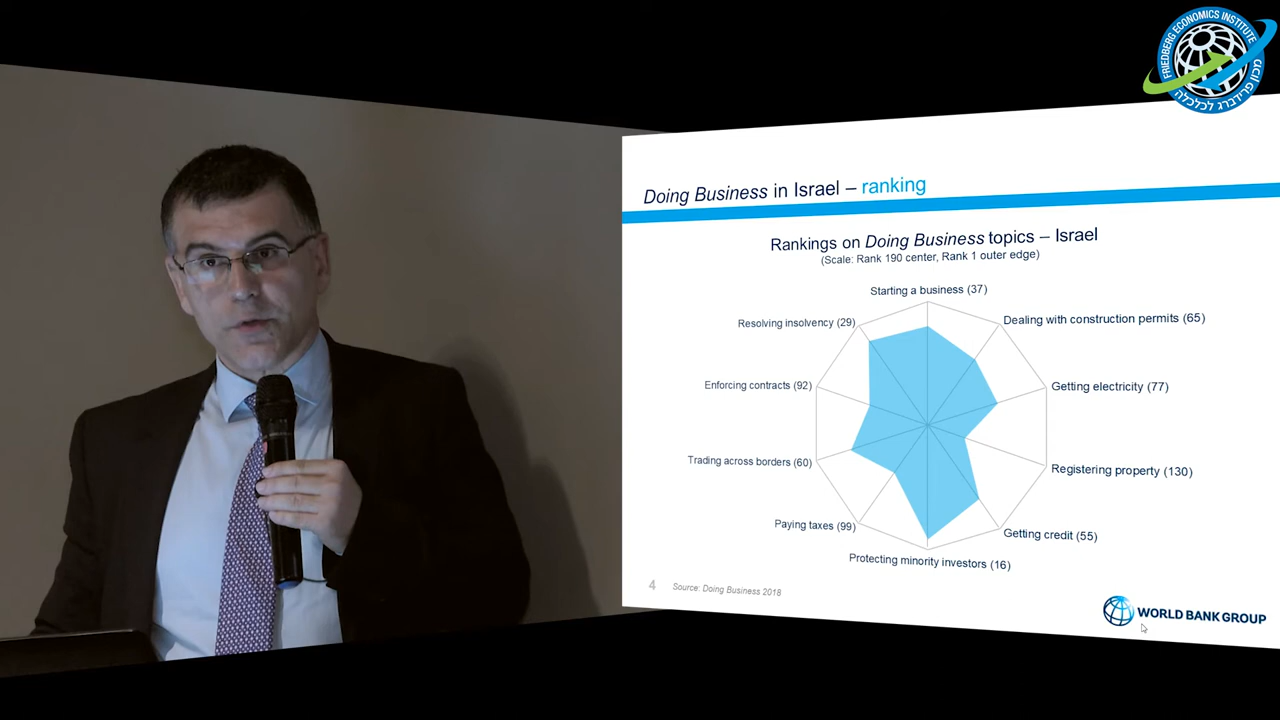 FRIEDBERG ECONOMICS INSTITUTE
מכון פרידברג לכלכלה
Doing Business in Israel – ranking
Rankings on Doing Business topics – Israel
(Scale: Rank 190 center, Rank 1 outer edge)
Starting a business (37)
Resolving insolvency (29)
Dealing with construction permits (65)
Enforcing contracts (92)
Getting electricity (77)
Trading across borders (60)
Registering property (130)
Paying taxes (99)
Getting credit (55)
Protecting minority investors (16)
4
Source: Doing Business 2018
WORLD BANK GROUP